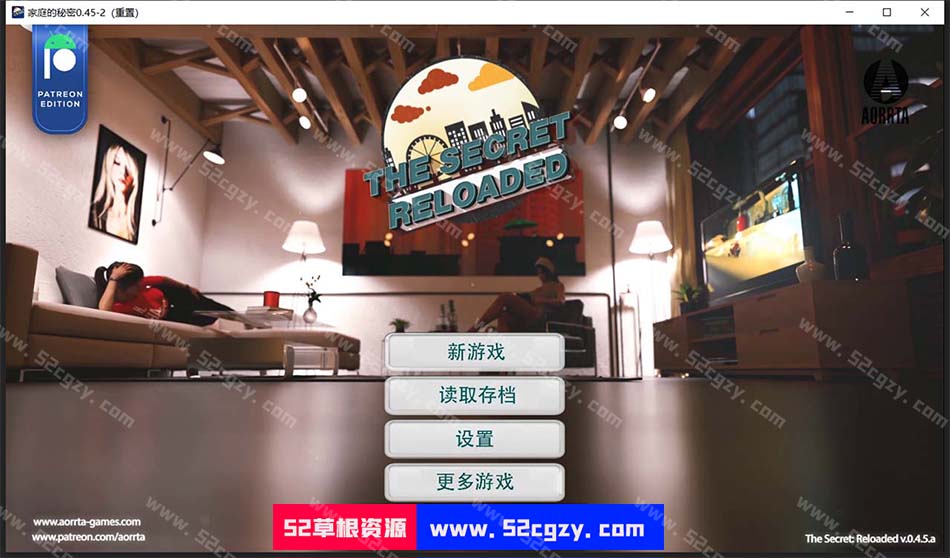 家庭的秘密0.45-2（重置）
PATREON
EDITION
AORRTA
THE SECRET
RELOADED
新游戏
读取存档
设置
更多游戏
www.aorrta-games.com
www.patreon.com/aorrta
52草根资源 www.52cgzy.com
The Secret: Reloaded v.0.4.5.a
www.52cgzy.com